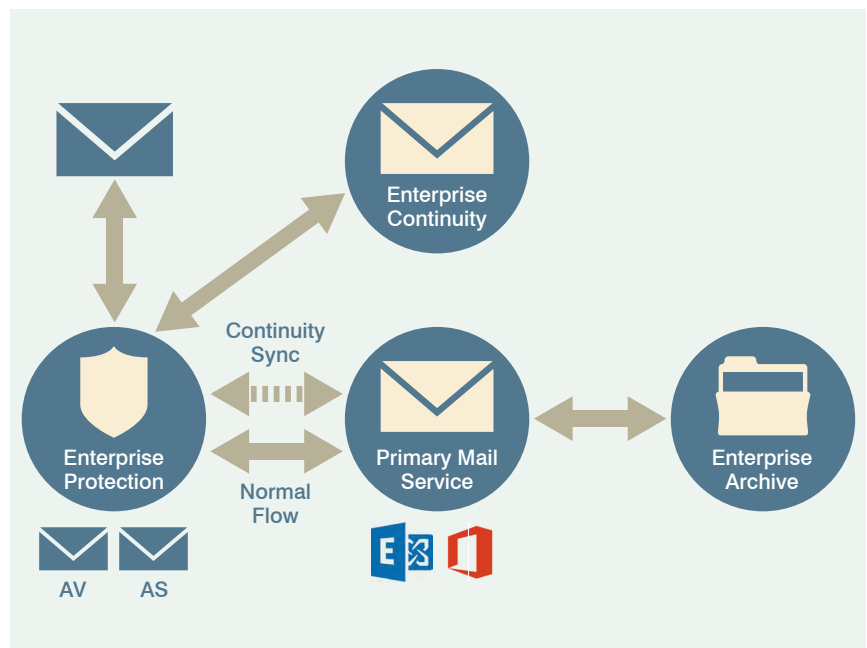 Enterprise
Continuity
Continuity
Sync
Enterprise
Protection
Primary Mail
Service
Enterprise
Archive
Normal
Flow
E
AV
AS